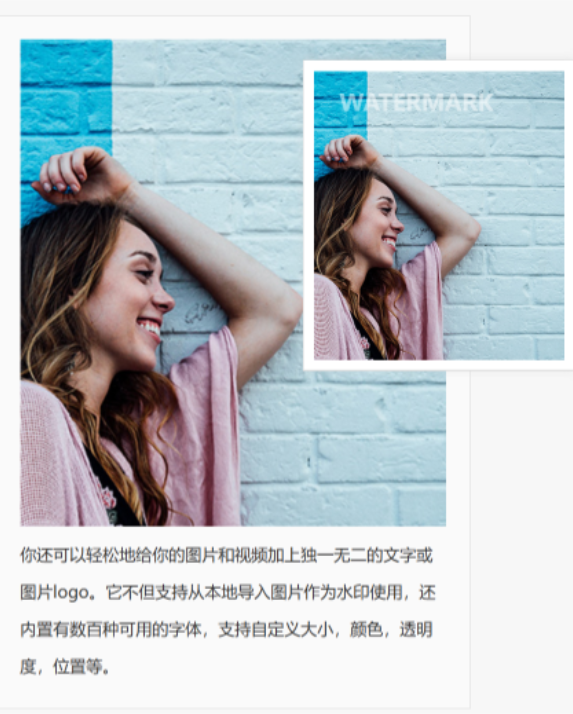 WATERMARK
你还可以轻松地给你的图片和视频加上独一无二的文字或
图片logo。它不但支持从本地导入图片作为水印使用，还
内置有数百种可用的字体，支持自定义大小，颜色，透明
度，位置等。